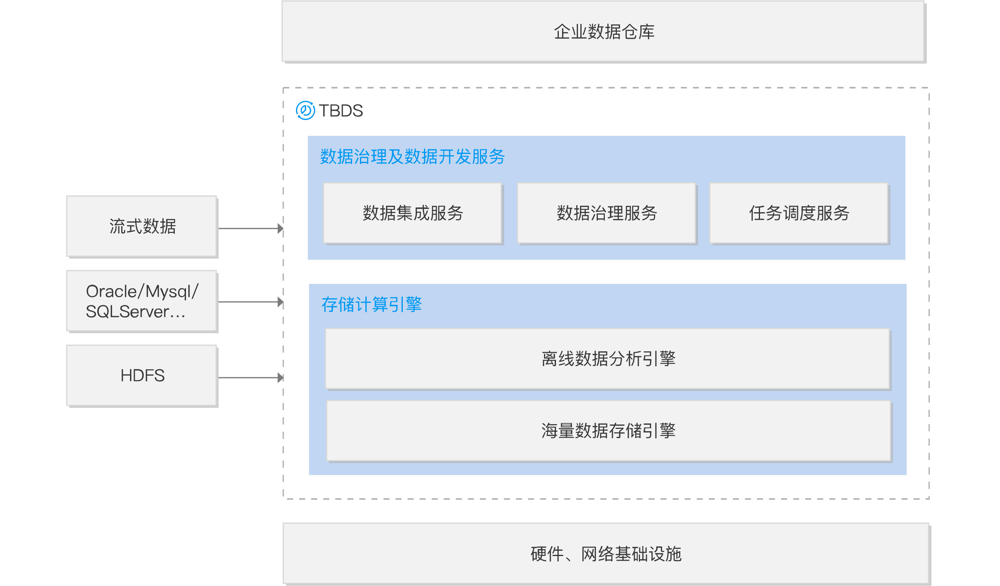 企业数据仓库
TBDS
数据治理及数据开发服务
数据集成服务
数据治理服务
任务调度服务
流式数据
Oracle/Mysql/
SQLServer...
HDFS
存储计算引擎
离线数据分析引擎
海量数据存储引擎
硬件、网络基础设施